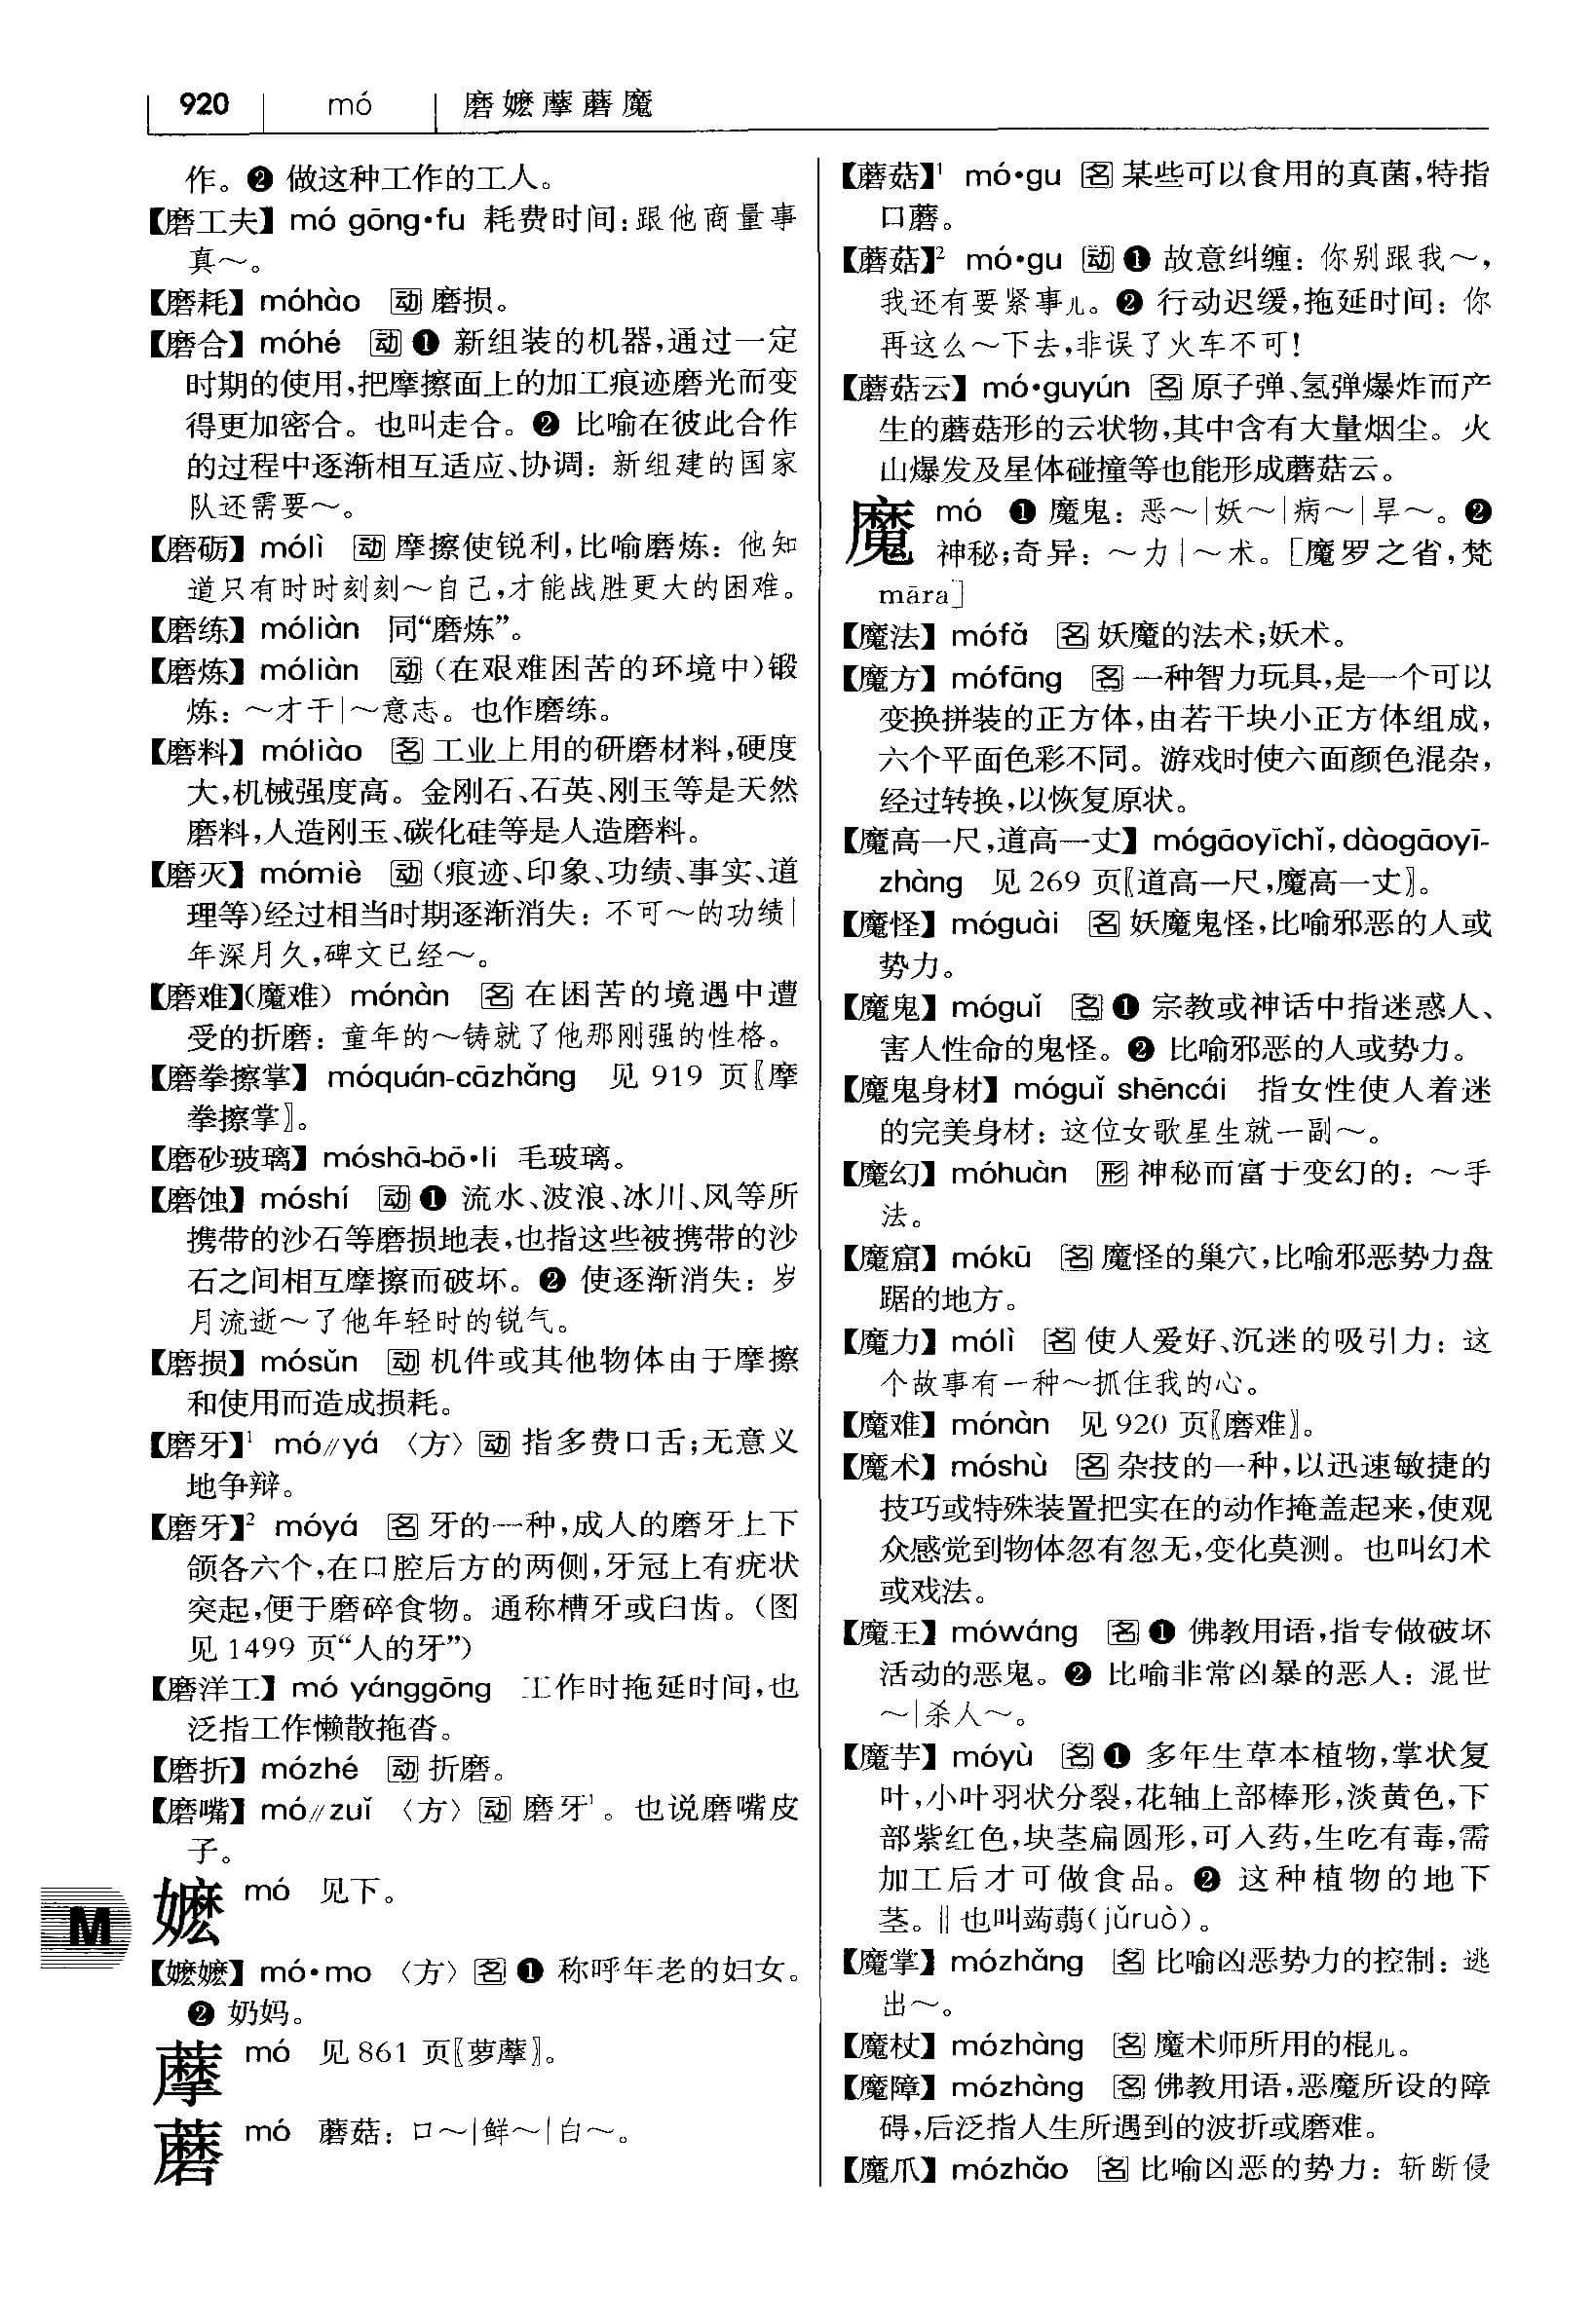 920 mó 磨嬷藦蘑魔
作。❷ 做这种工作的工人。
【磨工夫】 mó gōng•fu 耗费时间:跟他商量事
真～。
【磨耗】 móhào 动 磨损。
【磨合】 móhé 动 ❶ 新组装的机器,通过一定
时期的使用,把摩擦面上的加工痕迹磨光而变
得更加密合。也叫走合。❷ 比喻在彼此合作
的过程中逐渐相互适应、协调: 新组建的国家
队还需要～。
【磨砺】 mólì 动 摩擦使锐利,比喻磨炼: 他知
道只有时时刻刻～自己,才能战胜更大的困难。
【磨练】 móliàn 同“磨炼”。
【磨炼】 móliàn 动 (在艰难困苦的环境中)锻
炼: ～才干|～意志。也作磨练。
【磨料】 móliào 名 工业上用的研磨材料,硬度
大,机械强度高。金刚石、石英、刚玉等是天然
磨料,人造刚玉、碳化硅等是人造磨料。
【磨灭】 mómiè 动 (痕迹、印象、功绩、事实、道
理等)经过相当时期逐渐消失: 不可～的功绩|
年深月久,碑文已经～。
【磨难】(魔难) mónàn 名 在困苦的境遇中遭
受的折磨: 童年的～铸就了他那刚强的性格。
【磨拳擦掌】 móquán-cāzhǎng 见 919 页〖摩
拳擦掌〗。
【磨砂玻璃】 móshā-bō•li 毛玻璃。
【磨蚀】 móshí 动 ❶ 流水、波浪、冰川、风等所
携带的沙石等磨损地表,也指这些被携带的沙
石之间相互摩擦而破坏。❷ 使逐渐消失: 岁
月流逝～了他年轻时的锐气。
【磨损】 mósǔn 动 机件或其他物体由于摩擦
和使用而造成损耗。
【磨牙】¹ mó//yá 〈方〉 动 指多费口舌;无意义
地争辩。
【磨牙】² móyá 名 牙的一种,成人的磨牙上下
颌各六个,在口腔后方的两侧,牙冠上有疣状
突起,便于磨碎食物。通称槽牙或臼齿。(图
见 1499 页“人的牙”)
【磨洋工】 mó yánggōng 工作时拖延时间,也
泛指工作懒散拖沓。
【磨折】 mózhé 动 折磨。
【磨嘴】 mó//zuǐ 〈方〉 动 磨牙¹。也说磨嘴皮
子。
嬷 mó 见下。
【嬷嬷】 mó•mo 〈方〉 名 ❶ 称呼年老的妇女。
❷ 奶妈。
藦 mó 见 861 页〖萝藦〗。
蘑 mó 蘑菇: 口～|鲜～|白～。
M
【蘑菇】¹ mó•gu 名 某些可以食用的真菌,特指
口蘑。
【蘑菇】² mó•gu 动 ❶ 故意纠缠: 你别跟我～,
我还有要紧事儿。❷ 行动迟缓,拖延时间: 你
再这么～下去,非误了火车不可!
【蘑菇云】 mó•guyún 名 原子弹、氢弹爆炸而产
生的蘑菇形的云状物,其中含有大量烟尘。火
山爆发及星体碰撞等也能形成蘑菇云。
魔 mó ❶ 魔鬼: 恶～|妖～|病～|旱～。❷
神秘;奇异: ～力|～术。[魔罗之省,梵
māra]
【魔法】 mófǎ 名 妖魔的法术;妖术。
【魔方】 mófāng 名 一种智力玩具,是一个可以
变换拼装的正方体,由若干块小正方体组成,
六个平面色彩不同。游戏时使六面颜色混杂,
经过转换,以恢复原状。
【魔高一尺,道高一丈】 mógāoyīchǐ, dàogāoyī-
zhàng 见 269 页〖道高一尺,魔高一丈〗。
【魔怪】 móguài 名 妖魔鬼怪,比喻邪恶的人或
势力。
【魔鬼】 móguǐ 名 ❶ 宗教或神话中指迷惑人、
害人性命的鬼怪。❷ 比喻邪恶的人或势力。
【魔鬼身材】 móguǐ shēncái 指女性使人着迷
的完美身材: 这位女歌星生就一副～。
【魔幻】 móhuàn 形 神秘而富于变幻的: ～手
法。
【魔窟】 mókū 名 魔怪的巢穴,比喻邪恶势力盘
踞的地方。
【魔力】 mólì 名 使人爱好、沉迷的吸引力: 这
个故事有一种～抓住我的心。
【魔难】 mónàn 见 920 页〖磨难〗。
【魔术】 móshù 名 杂技的一种,以迅速敏捷的
技巧或特殊装置把实在的动作掩盖起来,使观
众感觉到物体忽有忽无,变化莫测。也叫幻术
或戏法。
【魔王】 mówáng 名 ❶ 佛教用语,指专做破坏
活动的恶鬼。❷ 比喻非常凶暴的恶人: 混世
～|杀人～。
【魔芋】 móyù 名 ❶ 多年生草本植物,掌状复
叶,小叶羽状分裂,花轴上部棒形,淡黄色,下
部紫红色,块茎扁圆形,可入药,生吃有毒,需
加工后才可做食品。❷ 这种植物的地下
茎。‖也叫蒟蒻(jǔruò)。
【魔掌】 mózhǎng 名 比喻凶恶势力的控制: 逃
出～。
【魔杖】 mózhàng 名 魔术师所用的棍儿。
【魔障】 mózhàng 名 佛教用语,恶魔所设的障
碍,后泛指人生所遇到的波折或磨难。
【魔爪】 mózhǎo 名 比喻凶恶的势力: 斩断侵